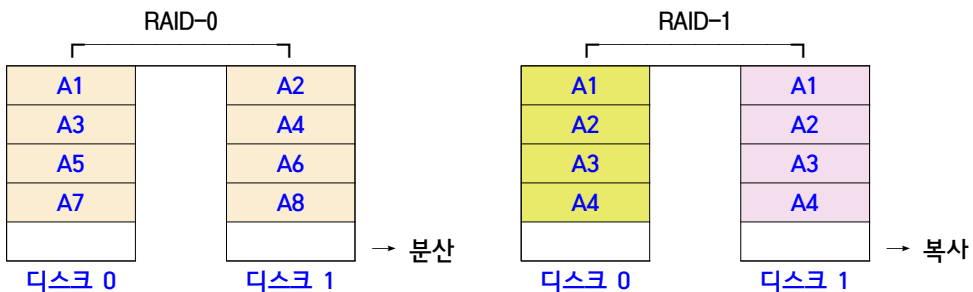 RAID-0
A1 A2
A3 A4
A5 A6
A7 A8
→ 분산
디스크 0 디스크 1
RAID-1
A1 A1
A2 A2
A3 A3
A4 A4
→ 복사
디스크 0 디스크 1